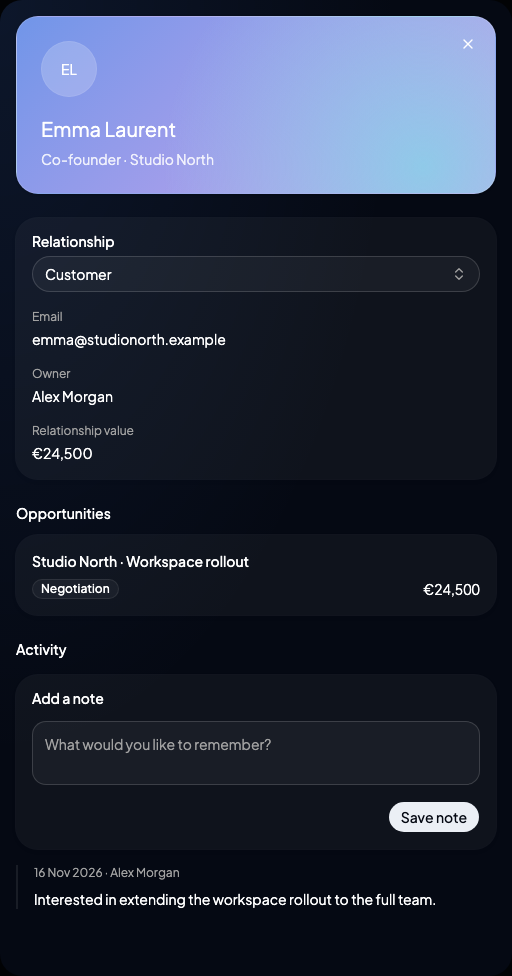 EL
Emma Laurent
Co-founder · Studio North
Relationship
Customer
Email
emma@studionorth.example
Owner
Alex Morgan
Relationship value
€24,500
Opportunities
Studio North · Workspace rollout
Negotiation
€24,500
Activity
Add a note
What would you like to remember?
Save note
16 Nov 2026 · Alex Morgan
Interested in extending the workspace rollout to the full team.